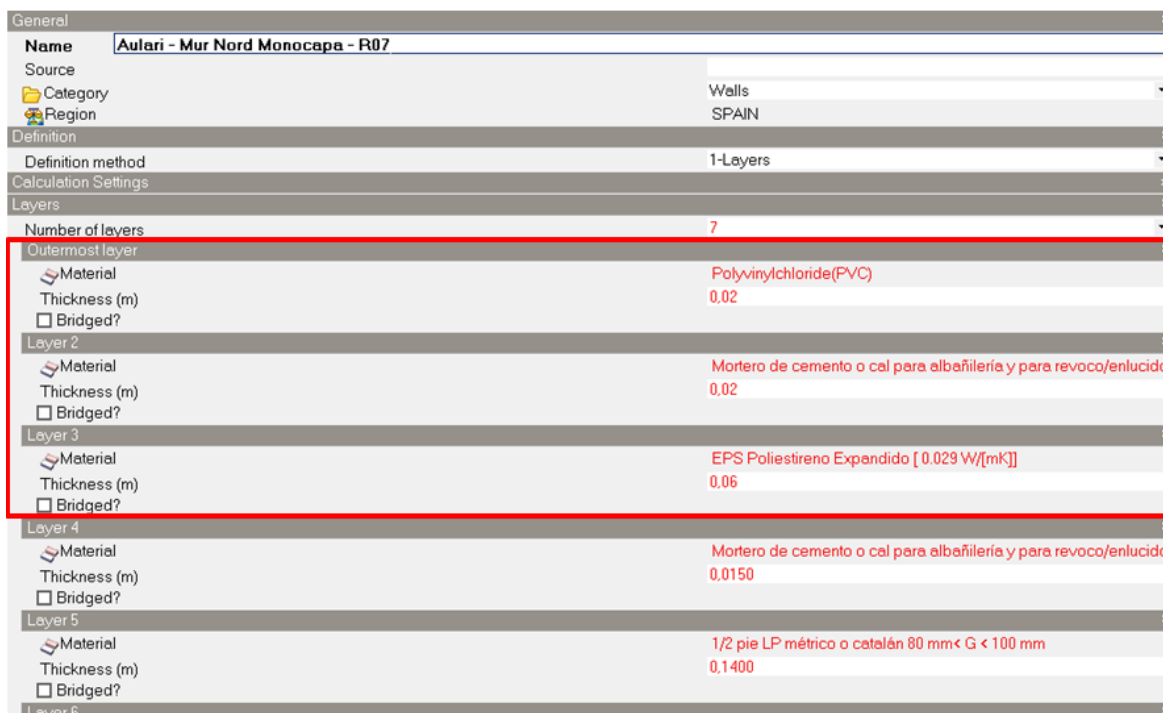 General
Name Aulari - Mur Nord Monocapa - R07
Source
Category Walls
Region SPAIN
Definition
Definition method 1-Layers
Calculation Settings
Layers
Number of layers 7
Outermost layer
Material Polyvinylchloride(PVC)
Thickness (m) 0,02
Bridged?
Layer 2
Material Mortero de cemento o cal para albañilería y para revoco/enlucido
Thickness (m) 0,02
Bridged?
Layer 3
Material EPS Poliestireno Expandido [ 0.029 W/[mK]]
Thickness (m) 0,06
Bridged?
Layer 4
Material Mortero de cemento o cal para albañilería y para revoco/enlucido
Thickness (m) 0,0150
Bridged?
Layer 5
Material 1/2 pie LP métrico o catalán 80 mm< G < 100 mm
Thickness (m) 0,1400
Bridged?
Layer 6